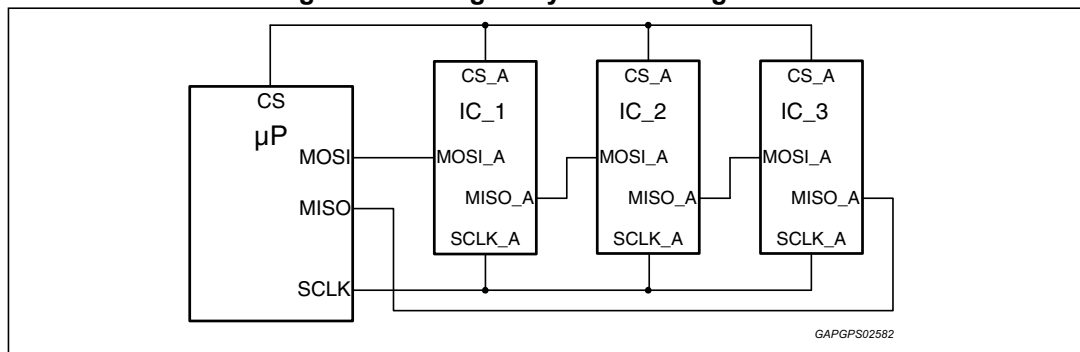 CS
µP
MOSI
MISO
SCLK
CS_A
IC_1
MOSI_A
MISO_A
SCLK_A
CS_A
IC_2
MOSI_A
MISO_A
SCLK_A
CS_A
IC_3
MOSI_A
MISO_A
SCLK_A
GAPGPS02582